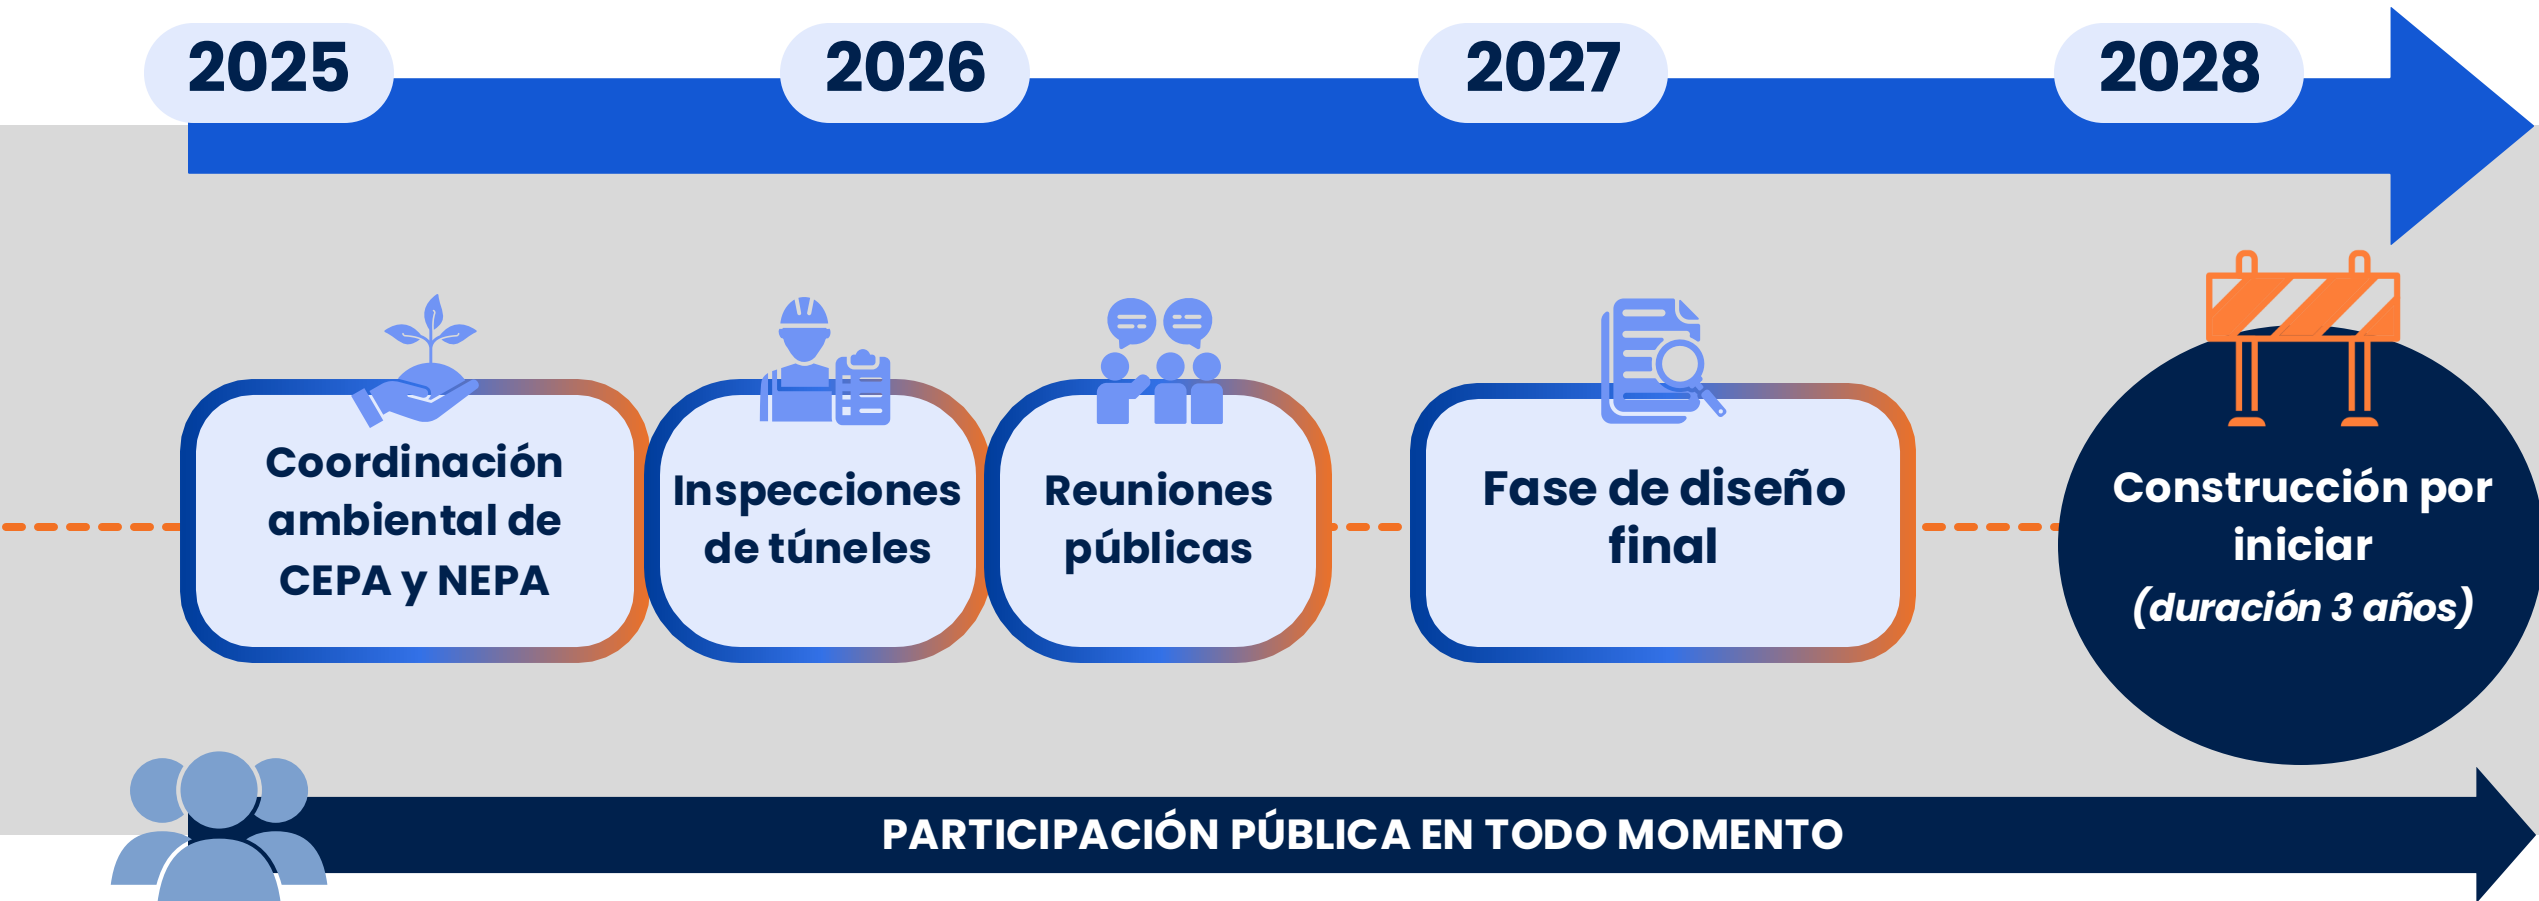 2025
2026
2027
2028
Coordinación
ambiental de
CEPA y NEPA
Inspecciones
de túneles
Reuniones
públicas
Fase de diseño
final
Construcción por
iniciar
(duración 3 años)
PARTICIPACIÓN PÚBLICA EN TODO MOMENTO